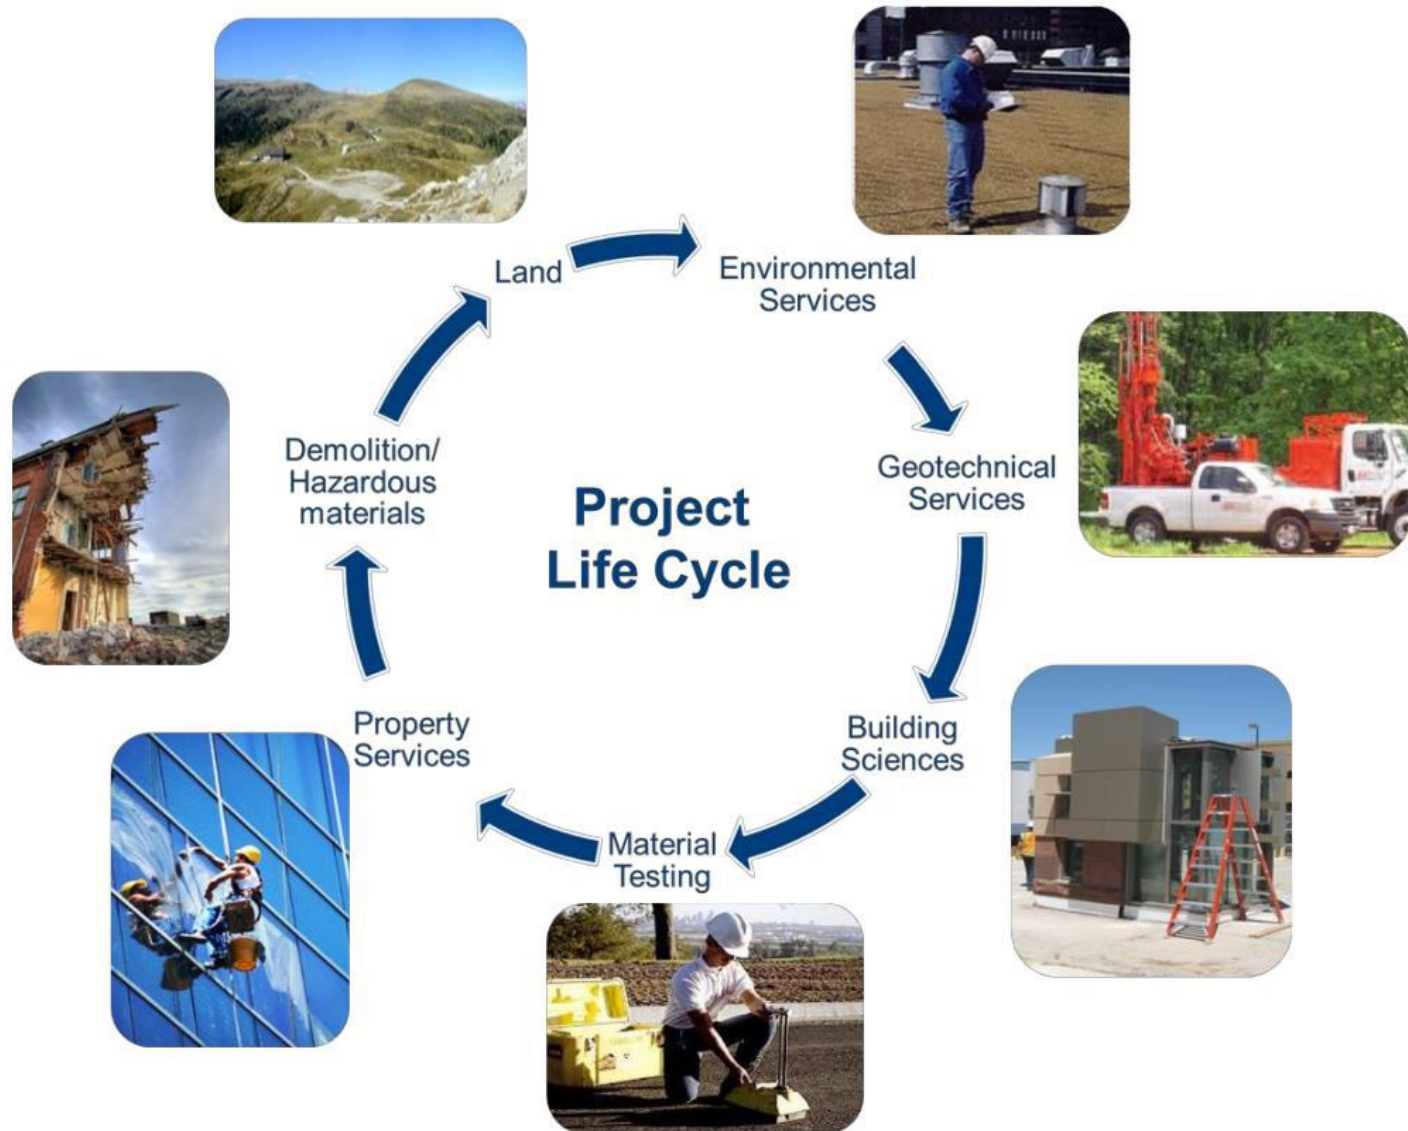 Land
Environmental
Services
Geotechnical
Services
Building
Sciences
Material
Testing
Property
Services
Demolition/
Hazardous
materials
Project
Life Cycle